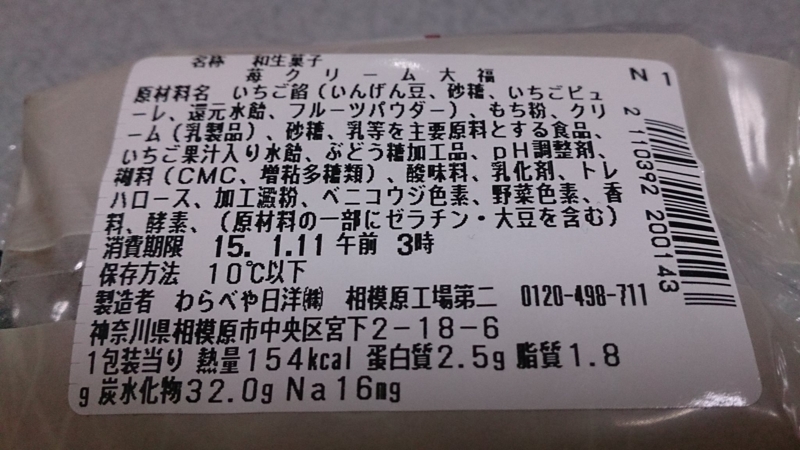 名称 和生菓子
苺クリーム大福
N1
原材料名 いちご餡（いんげん豆、砂糖、いちごピュ
ーレ、還元水飴、フルーツパウダー）、もち粉、クリ
ーム（乳製品）、砂糖、乳等を主要原料とする食品、
いちご果汁入り水飴、ぶどう糖加工品、pH調整剤、
糊料（CMC、増粘多糖類）、酸味料、乳化剤、トレ
ハロース、加工澱粉、ベニコウジ色素、野菜色素、香
料、酵素、（原材料の一部にゼラチン・大豆を含む）
消費期限 15. 1.11 午前 3時
保存方法 10℃以下
製造者 わらべや日洋㈱ 相模原工場第二 0120-498-711
神奈川県相模原市中央区宮下2-18-6
1包装当り 熱量154kcal 蛋白質2.5g 脂質1.8
g 炭水化物32.0g Na16mg
2 110392 200143